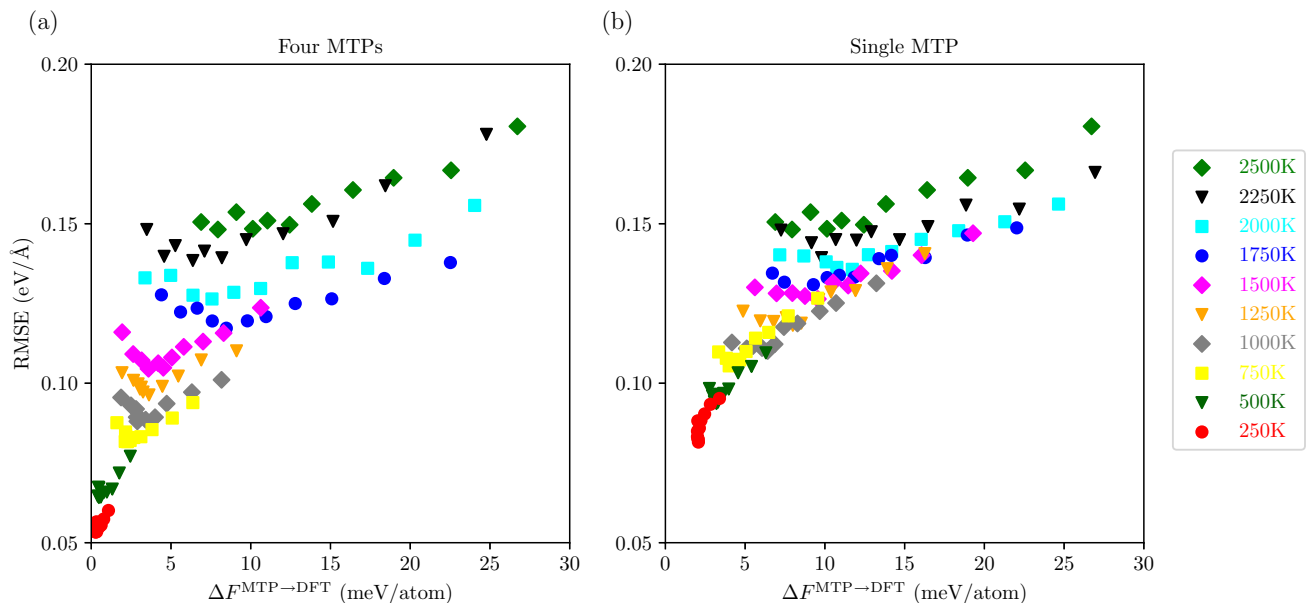 (a)
Four MTPs
RMSE (eV/Å)
0.20
0.15
0.10
0.05
0 5 10 15 20 25 30
ΔF^MTP→DFT (meV/atom)
(b)
Single MTP
0.20
0.15
0.10
0.05
0 5 10 15 20 25 30
ΔF^MTP→DFT (meV/atom)
2500K
2250K
2000K
1750K
1500K
1250K
1000K
750K
500K
250K